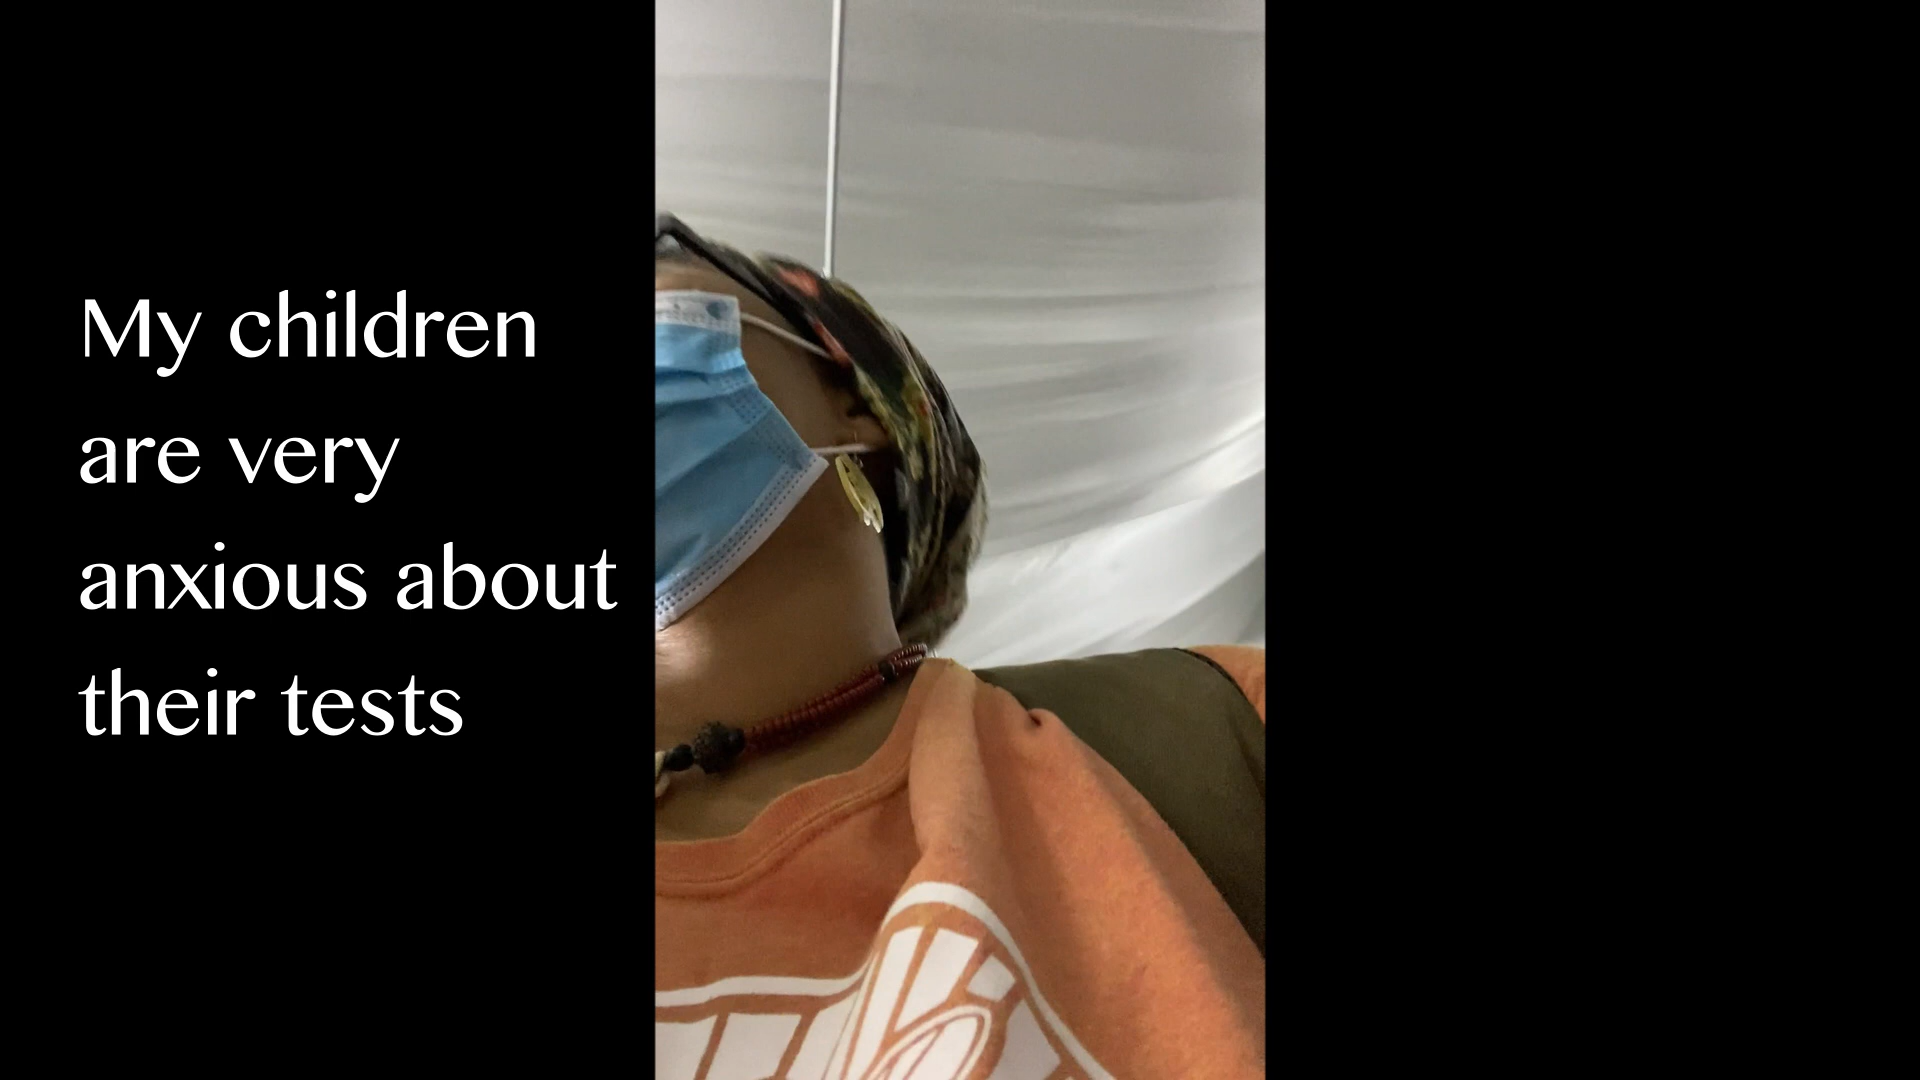 My children
are very
anxious about
their tests